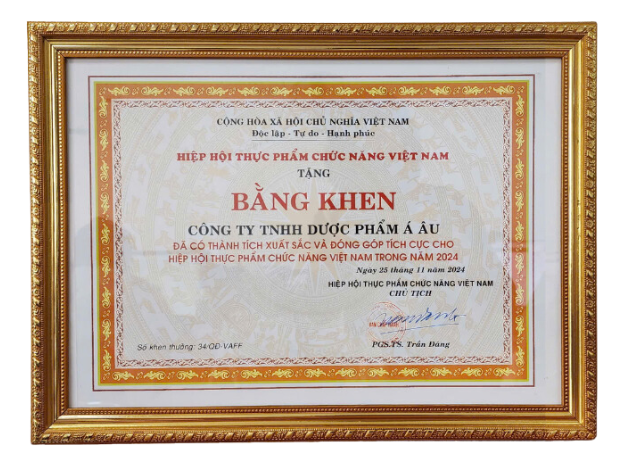 CỘNG HÒA XÃ HỘI CHỦ NGHĨA VIỆT NAM
Độc lập - Tự do - Hạnh phúc
HIỆP HỘI THỰC PHẨM CHỨC NĂNG VIỆT NAM
TẶNG
BẰNG KHEN
CÔNG TY TNHH DƯỢC PHẨM Á ÂU
ĐÃ CÓ THÀNH TÍCH XUẤT SẮC VÀ ĐÓNG GÓP TÍCH CỰC CHO
HIỆP HỘI THỰC PHẨM CHỨC NĂNG VIỆT NAM TRONG NĂM 2024
Ngày 25 tháng 11 năm 2024
HIỆP HỘI THỰC PHẨM CHỨC NĂNG VIỆT NAM
CHỦ TỊCH
Số khen thưởng: 34/QĐ-VAFF
PGS.TS. Trần Đáng